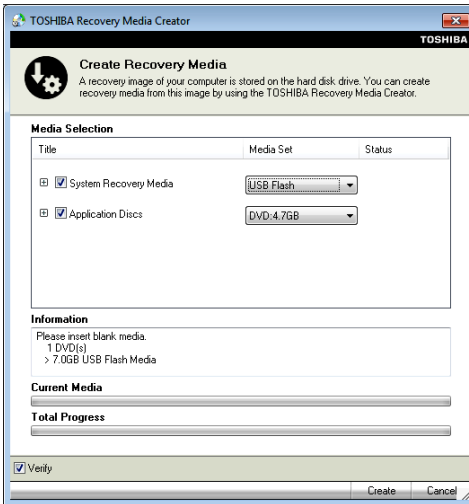 TOSHIBA Recovery Media Creator
TOSHIBA
Create Recovery Media
A recovery image of your computer is stored on the hard disk drive. You can create
recovery media from this image by using the TOSHIBA Recovery Media Creator.
Media Selection
Title Media Set Status
System Recovery Media USB Flash
Application Discs DVD:4.7GB
Information
Please insert blank media.
1 DVD(s)
> 7.0GB USB Flash Media
Current Media
Total Progress
Verify
Create Cancel